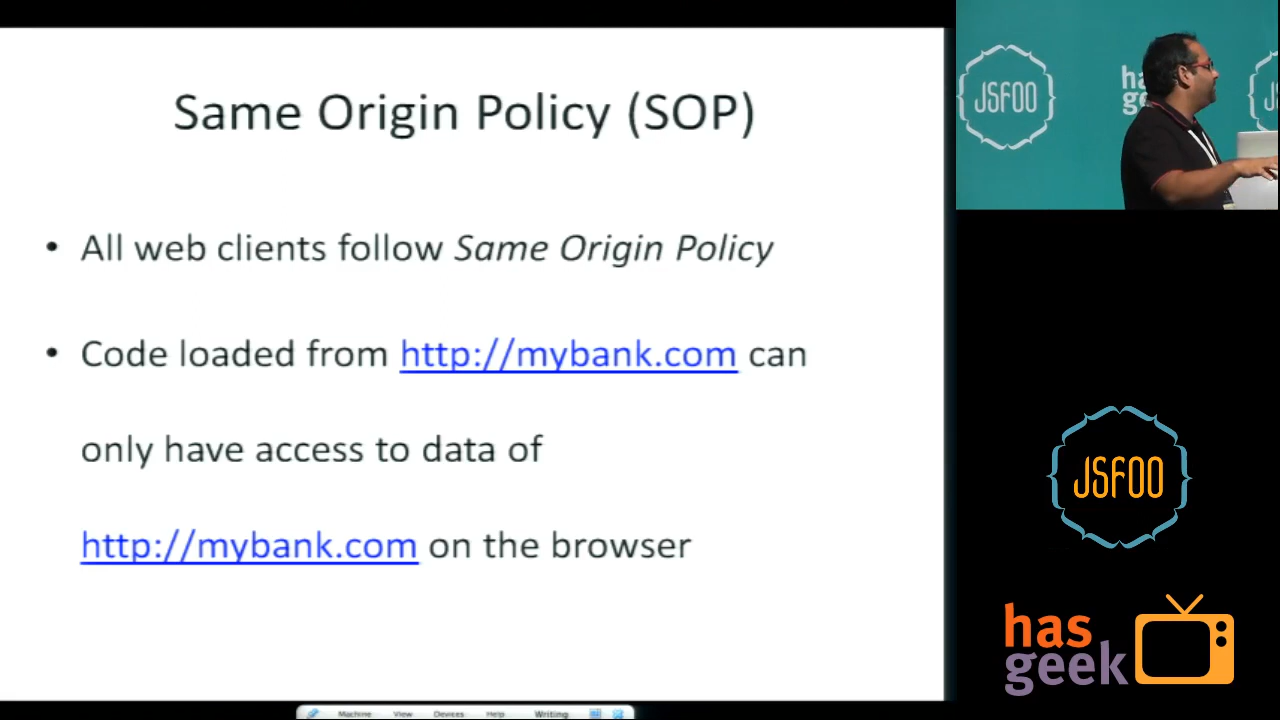 Same Origin Policy (SOP)
• All web clients follow Same Origin Policy
• Code loaded from http://mybank.com can
only have access to data of
http://mybank.com on the browser
Machine View Devices Help Writing
JSFOO
ha
ge
JSFOO
has
geek